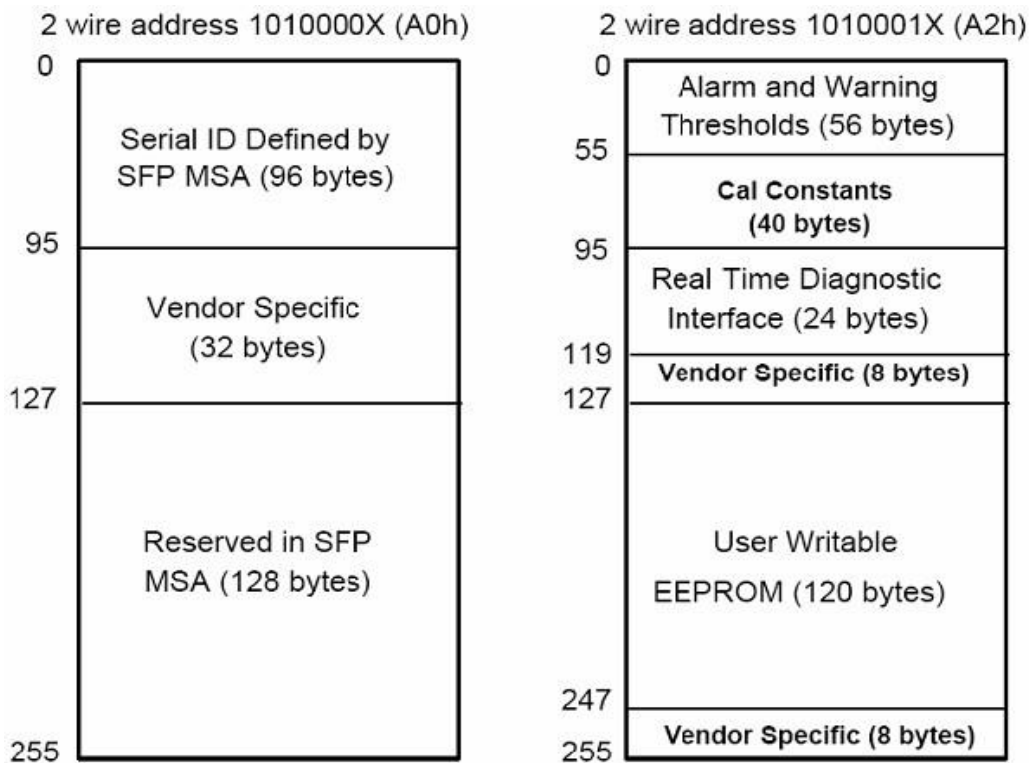 2 wire address 1010000X (A0h)
0
Serial ID Defined by
SFP MSA (96 bytes)
95
Vendor Specific
(32 bytes)
127
Reserved in SFP
MSA (128 bytes)
255
2 wire address 1010001X (A2h)
0
Alarm and Warning
Thresholds (56 bytes)
55
Cal Constants
(40 bytes)
95
Real Time Diagnostic
Interface (24 bytes)
119
Vendor Specific (8 bytes)
127
User Writable
EEPROM (120 bytes)
247
Vendor Specific (8 bytes)
255